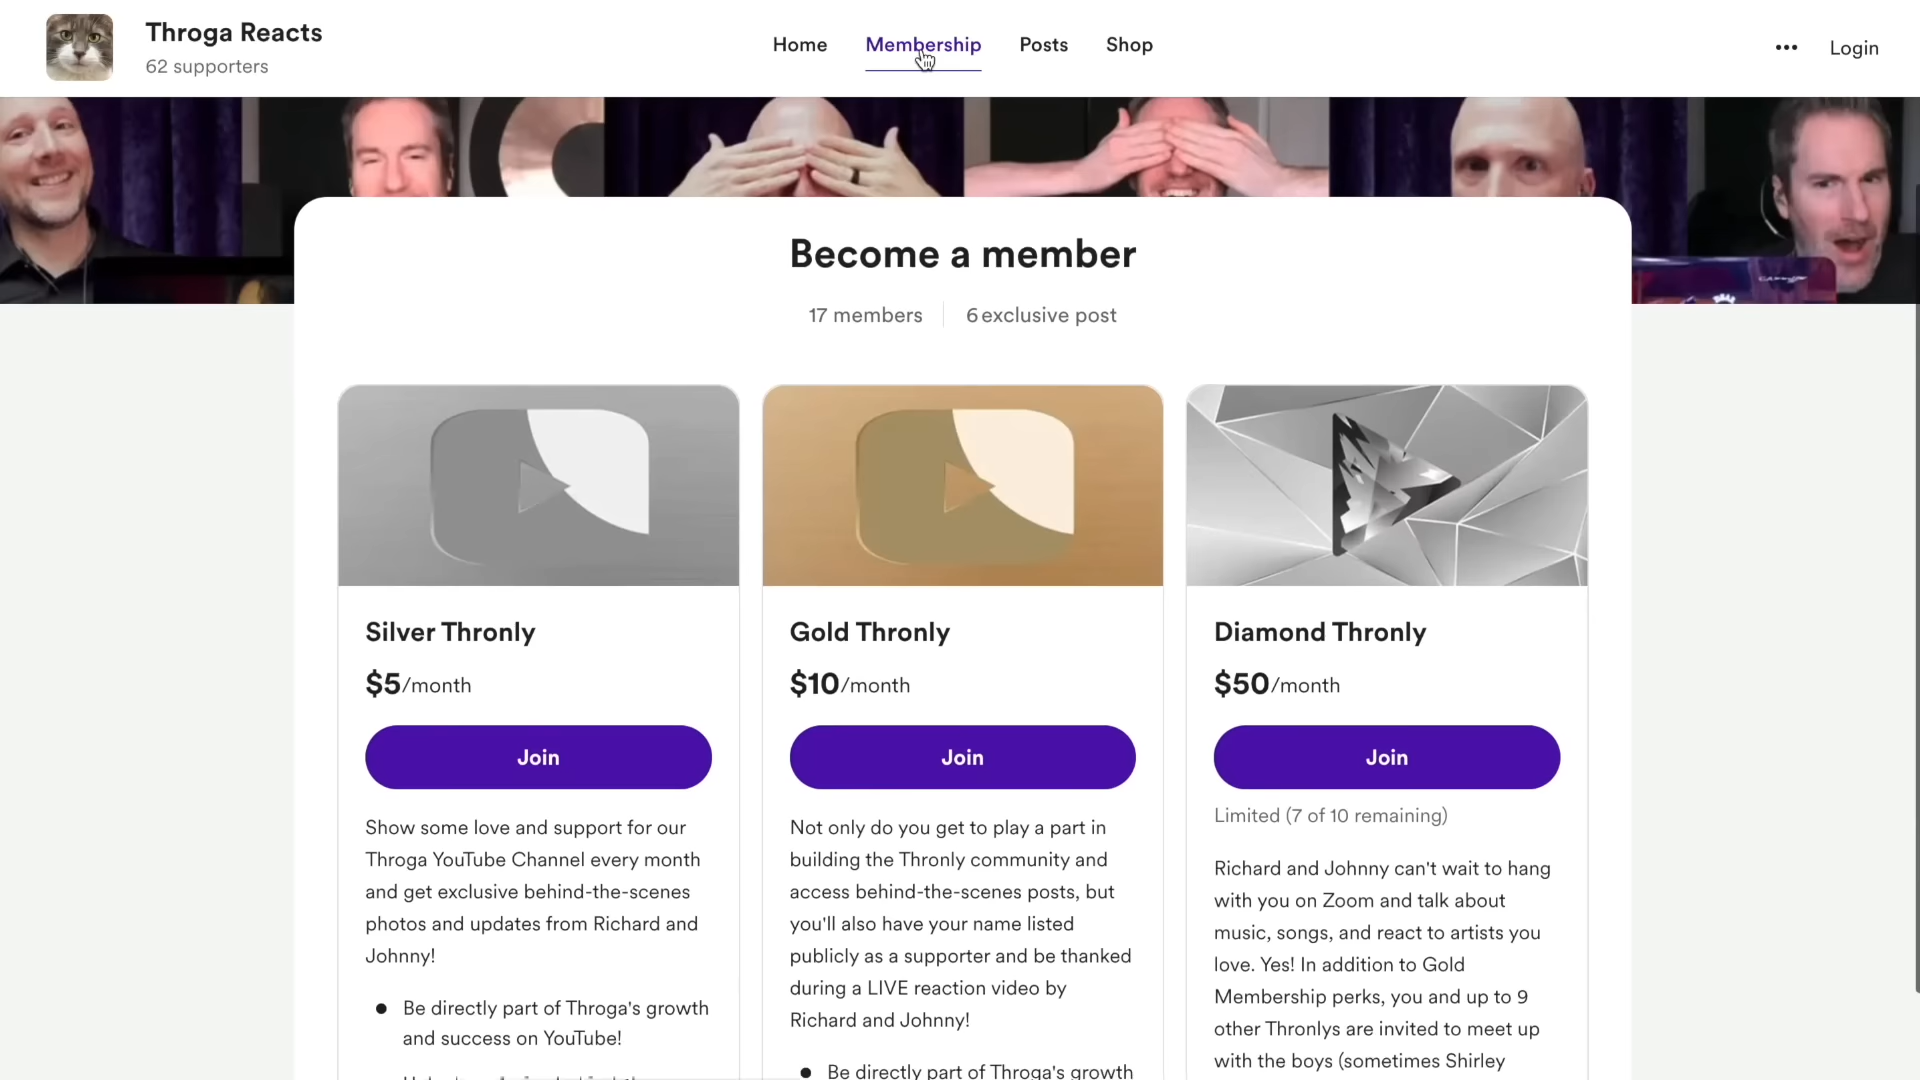 Throga Reacts
62 supporters
Home
Membership
Posts
Shop
Login
Become a member
17 members
6 exclusive post
Silver Thronly
$5/month
Join
Show some love and support for our
Throga YouTube Channel every month
and get exclusive behind-the-scenes
photos and updates from Richard and
Johnny!
Be directly part of Throga's growth
and success on YouTube!
Gold Thronly
$10/month
Join
Not only do you get to play a part in
building the Thronly community and
access behind-the-scenes posts, but
you'll also have your name listed
publicly as a supporter and be thanked
during a LIVE reaction video by
Richard and Johnny!
Be directly part of Throga's growth
Diamond Thronly
$50/month
Join
Limited (7 of 10 remaining)
Richard and Johnny can't wait to hang
with you on Zoom and talk about
music, songs, and react to artists you
love. Yes! In addition to Gold
Membership perks, you and up to 9
other Thronlys are invited to meet up
with the boys (sometimes Shirley